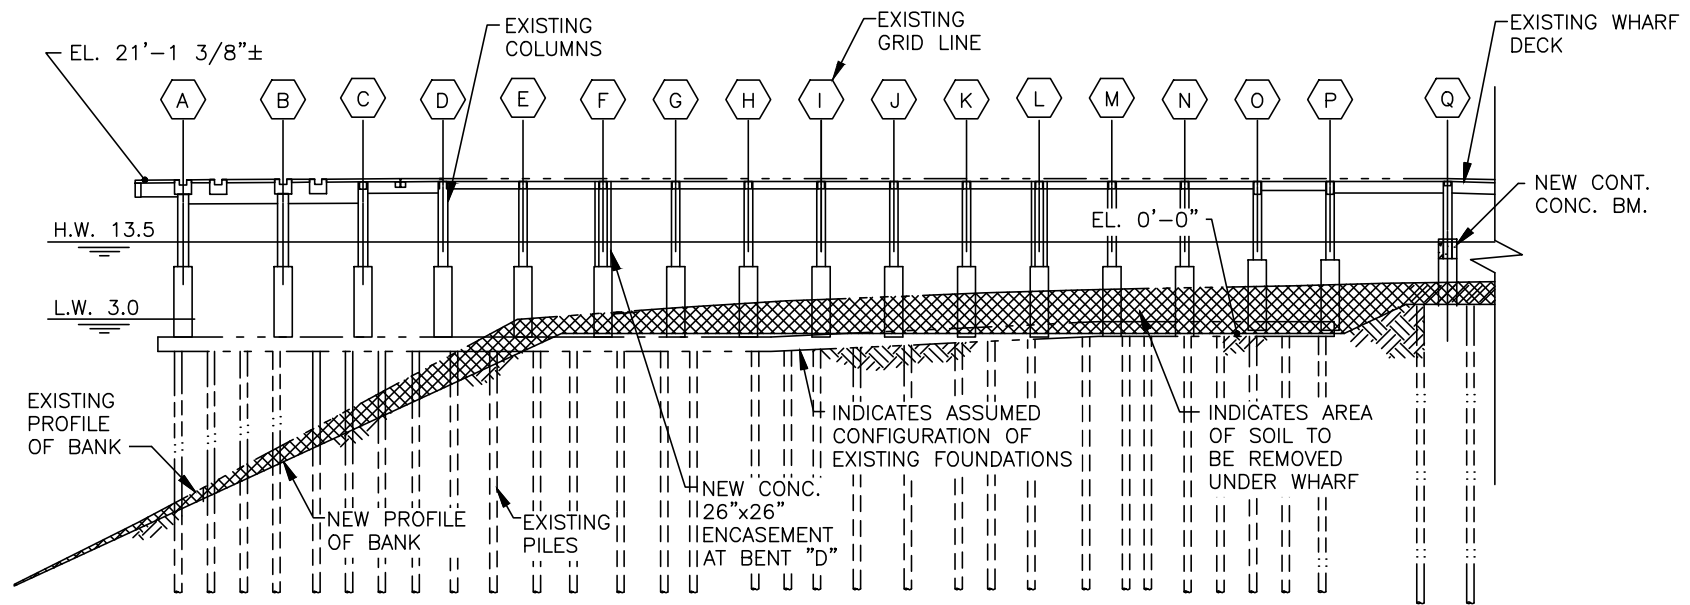 EXISTING
COLUMNS
EXISTING
GRID LINE
EXISTING WHARF
DECK
EL. 21'-1 3/8"±
A
B
C
D
E
F
G
H
I
J
K
L
M
N
O
P
Q
NEW CONT.
CONC. BM.
H.W. 13.5
EL. 0'-0"
L.W. 3.0
EXISTING
PROFILE
OF BANK
INDICATES ASSUMED
CONFIGURATION OF
EXISTING FOUNDATIONS
INDICATES AREA
OF SOIL TO
BE REMOVED
UNDER WHARF
NEW PROFILE
OF BANK
EXISTING
PILES
NEW CONC.
26"x26"
ENCASEMENT
AT BENT "D"